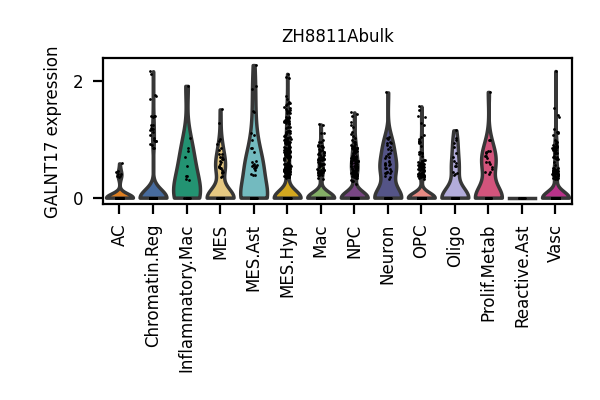 ZH8811Abulk
GALNT17 expression
2
0
AC
Chromatin.Reg
Inflammatory.Mac
MES
MES.Ast
MES.Hyp
Mac
NPC
Neuron
OPC
Oligo
Prolif.Metab
Reactive.Ast
Vasc